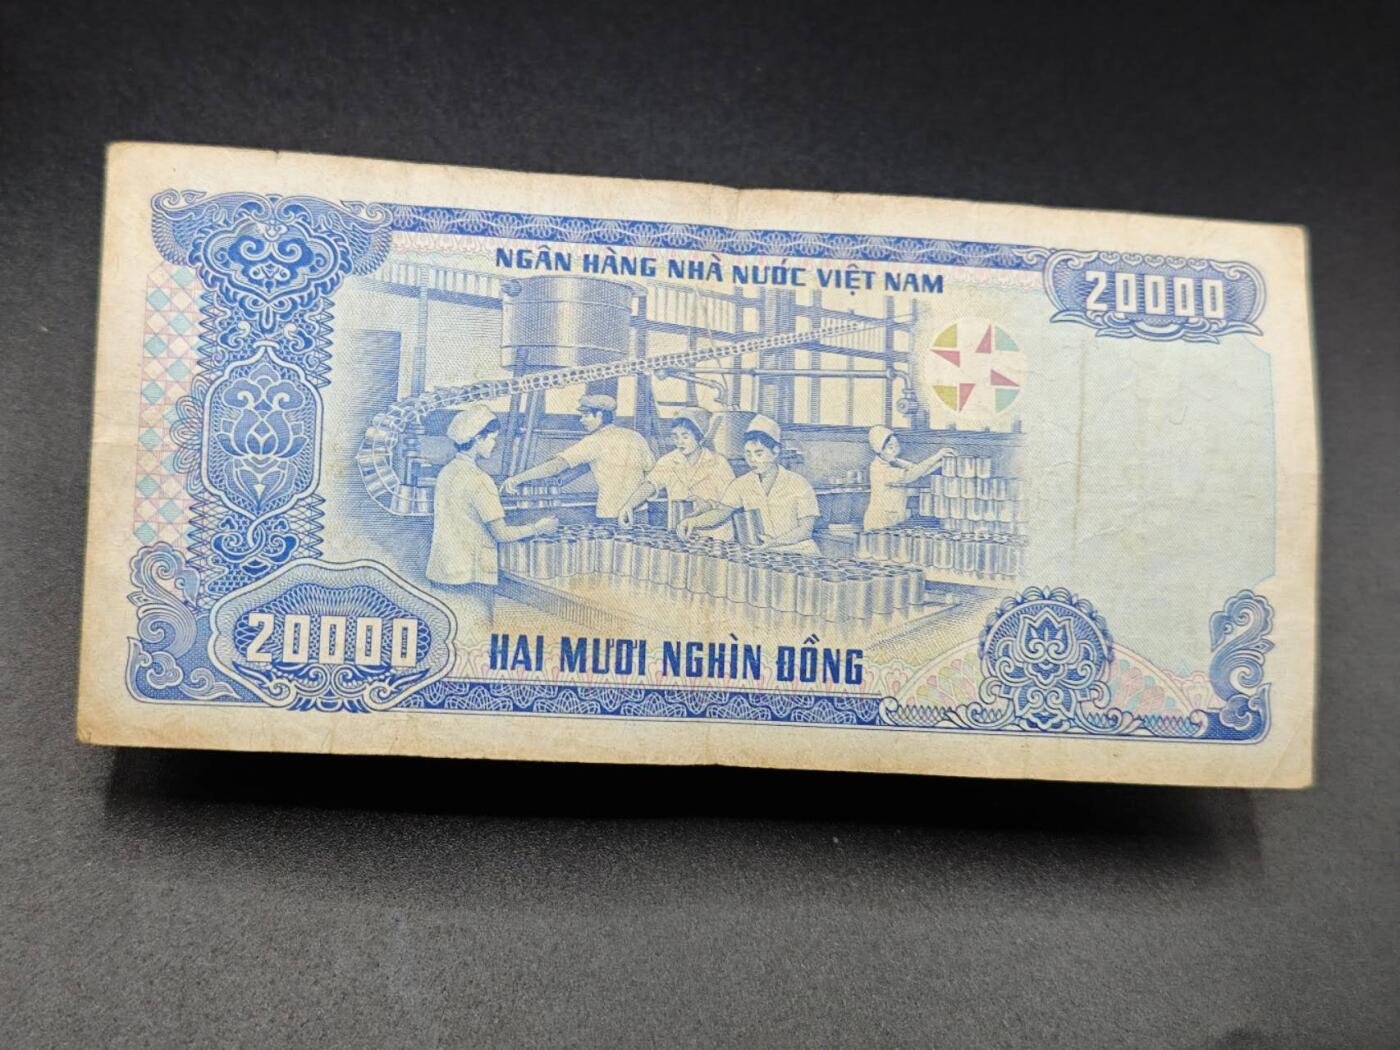 NGÂN HÀNG NHÀ NƯỚC VIỆT NAM
20000
20000
HAI MƯƠI NGHÌN ĐỒNG